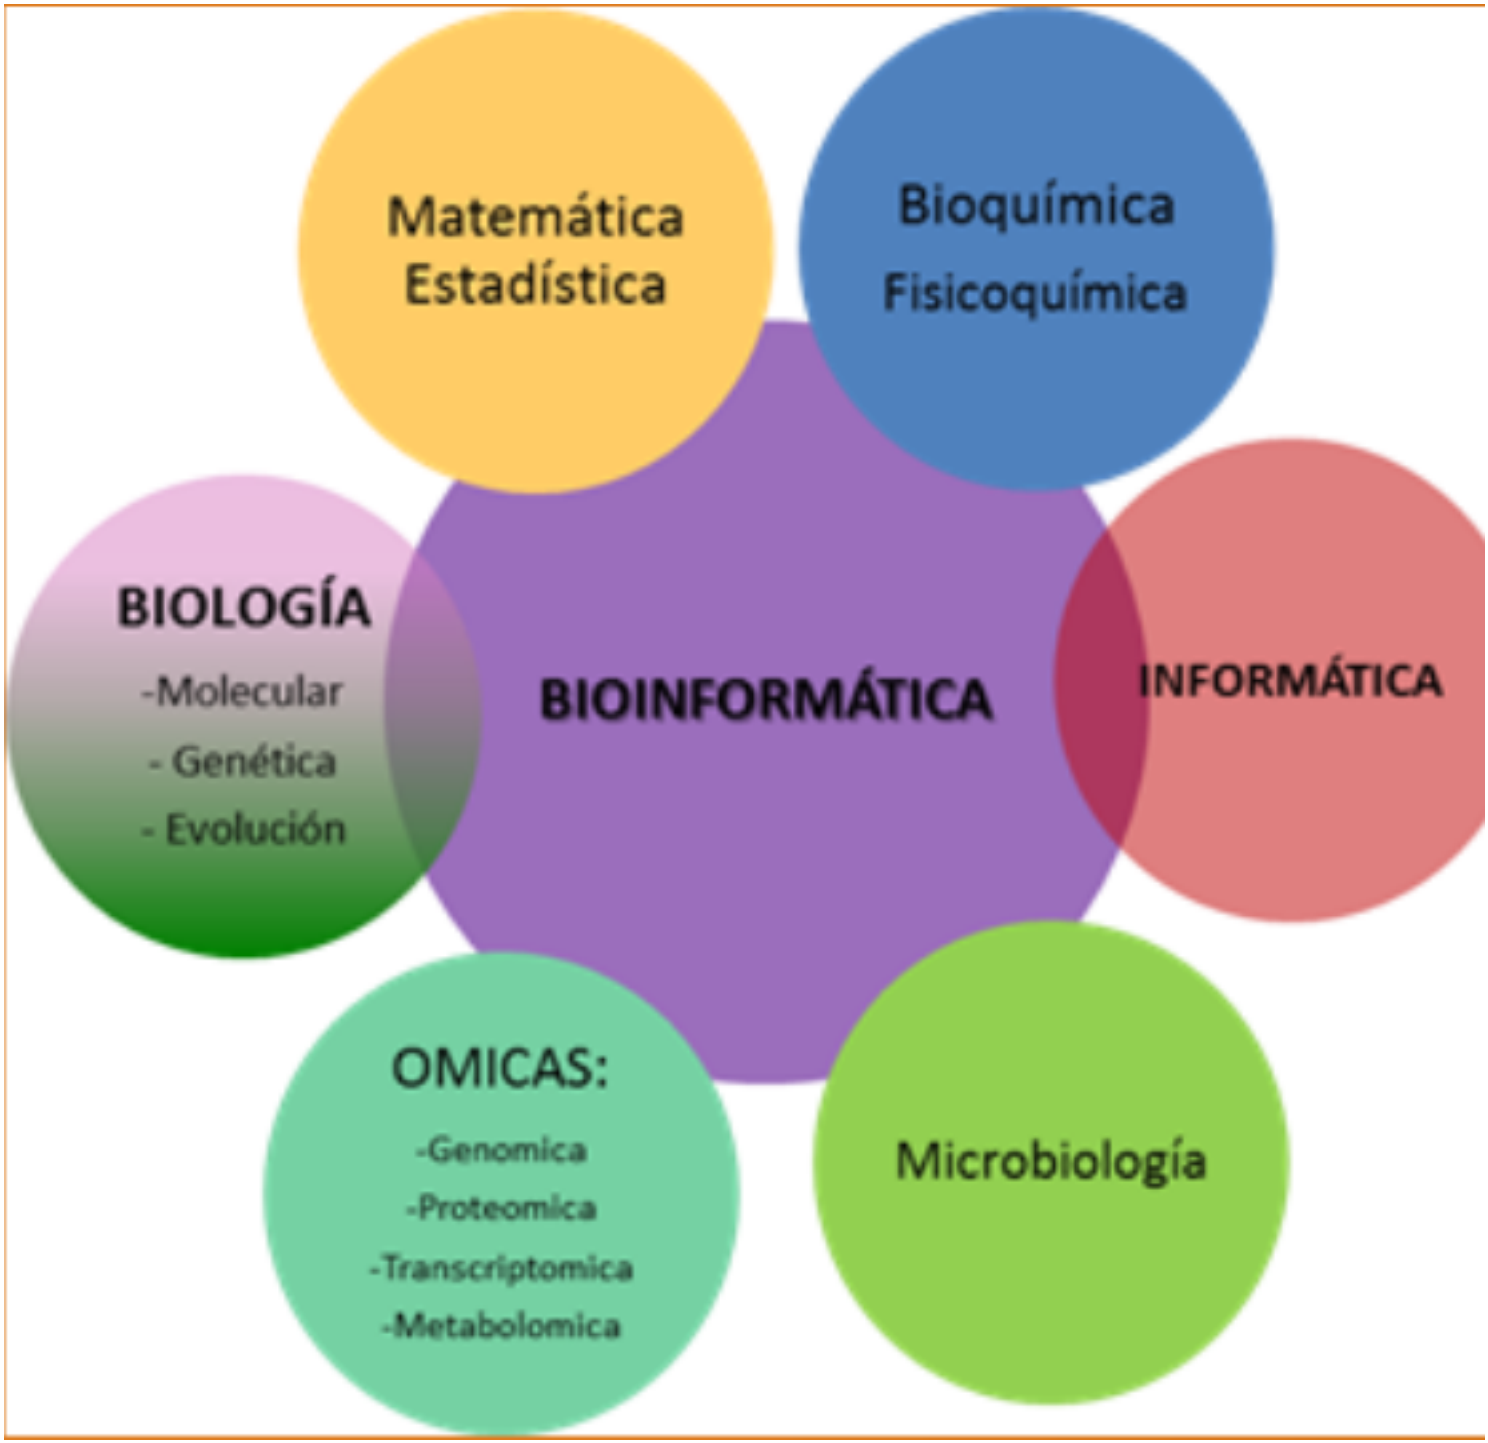 Matemática
Estadística
Bioquímica
Fisicoquímica
BIOLOGÍA
-Molecular
- Genética
- Evolución
BIOINFORMÁTICA
INFORMÁTICA
OMICAS:
-Genomica
-Proteomica
-Transcriptomica
-Metabolomica
Microbiología